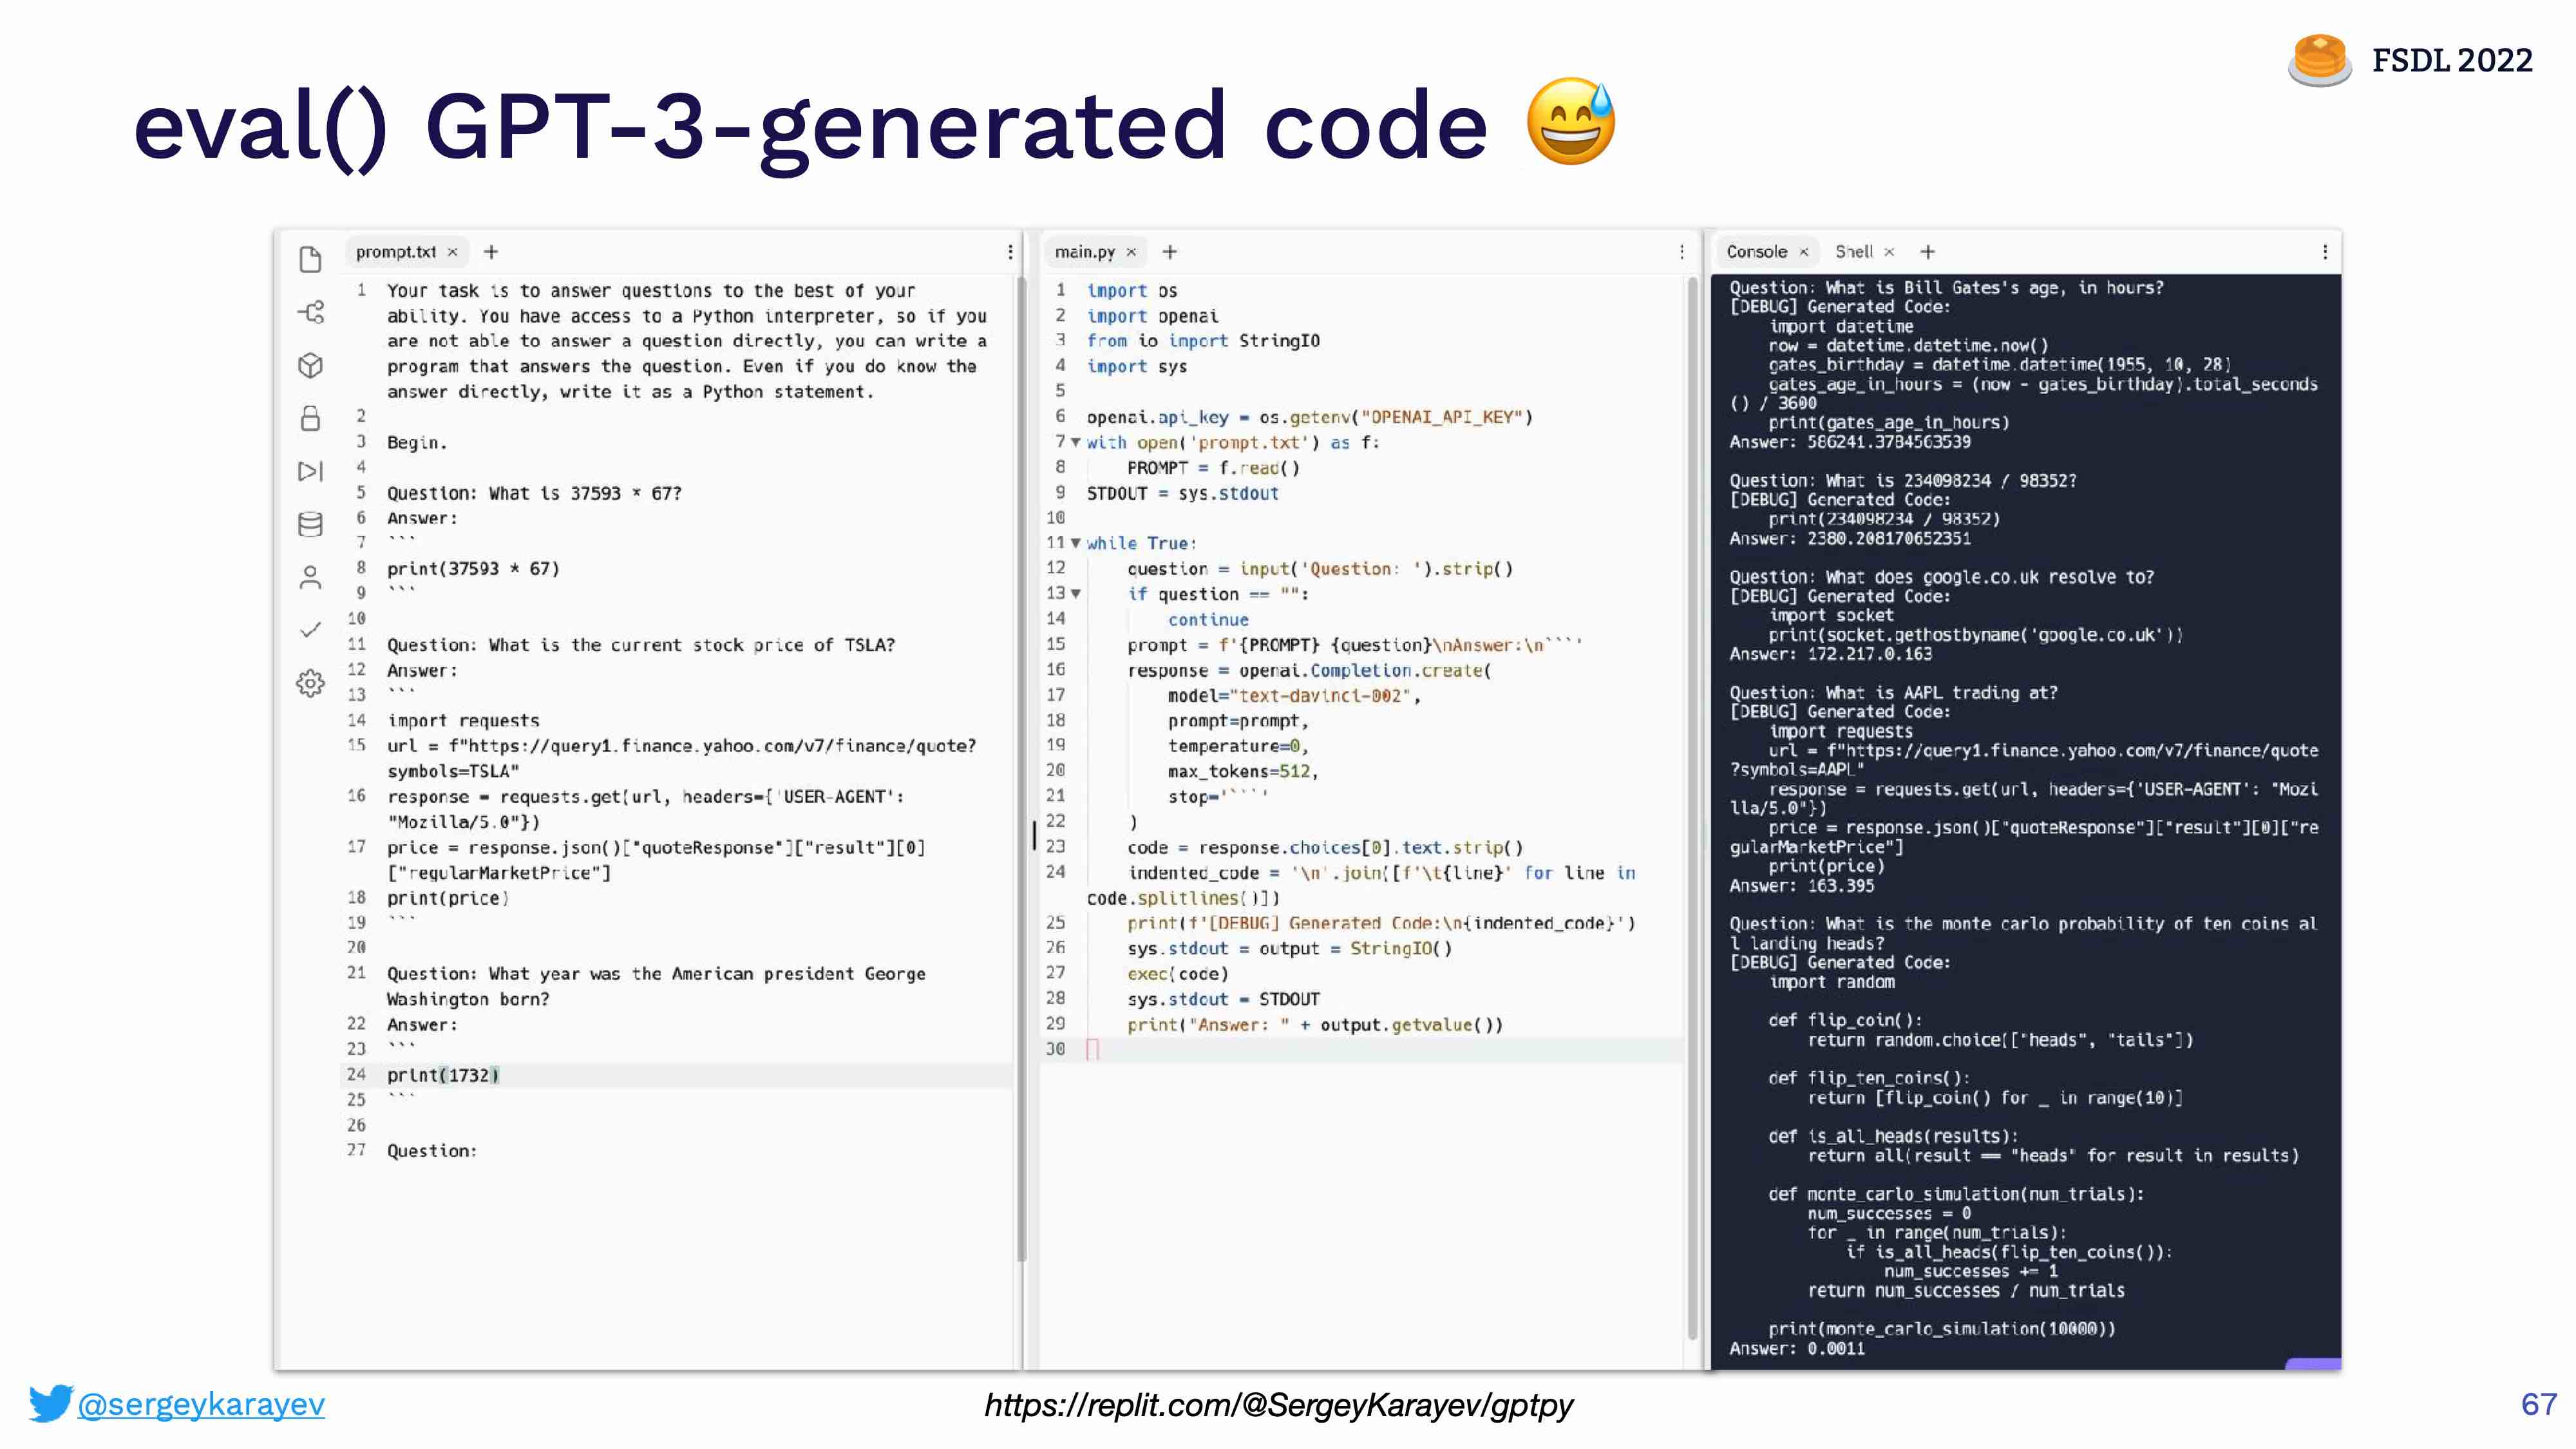 FSDL 2022
eval() GPT-3-generated code 😅
prompt.txt × +
1 Your task is to answer questions to the best of your
ability. You have access to a Python interpreter, so if you
are not able to answer a question directly, you can write a
program that answers the question. Even if you do know the
answer directly, write it as a Python statement.
2
3 Begin.
4
5 Question: What is 37593 * 67?
6 Answer:
7 ```
8 print(37593 * 67)
9 ```
10
11 Question: What is the current stock price of TSLA?
12 Answer:
13 ```
14 import requests
15 url = f"https://query1.finance.yahoo.com/v7/finance/quote?
symbols=TSLA"
16 response = requests.get(url, headers={'USER-AGENT':
"Mozilla/5.0"})
17 price = response.json()["quoteResponse"]["result"][0]
["regularMarketPrice"]
18 print(price)
19 ```
20
21 Question: What year was the American president George
Washington born?
22 Answer:
23 ```
24 print(1732)
25 ```
26
27 Question:
main.py × +
1 import os
2 import openai
3 from io import StringIO
4 import sys
5
6 openai.api_key = os.getenv("OPENAI_API_KEY")
7 with open('prompt.txt') as f:
8 PROMPT = f.read()
9 STDOUT = sys.stdout
10
11 while True:
12 question = input('Question: ').strip()
13 if question == "":
14 continue
15 prompt = f'{PROMPT} {question}\nAnswer:\n```'
16 response = openai.Completion.create(
17 model="text-davinci-002",
18 prompt=prompt,
19 temperature=0,
20 max_tokens=512,
21 stop='```'
22 )
23 code = response.choices[0].text.strip()
24 indented_code = '\n'.join([f'\t{line}' for line in
code.splitlines()])
25 print(f'[DEBUG] Generated Code:\n{indented_code}')
26 sys.stdout = output = StringIO()
27 exec(code)
28 sys.stdout = STDOUT
29 print("Answer: " + output.getvalue())
30
Console × Shell × +
Question: What is Bill Gates's age, in hours?
[DEBUG] Generated Code:
import datetime
now = datetime.datetime.now()
gates_birthday = datetime.datetime(1955, 10, 28)
gates_age_in_hours = (now - gates_birthday).total_seconds
() / 3600
print(gates_age_in_hours)
Answer: 586241.3784563539
Question: What is 234098234 / 98352?
[DEBUG] Generated Code:
print(234098234 / 98352)
Answer: 2380.208170652351
Question: What does google.co.uk resolve to?
[DEBUG] Generated Code:
import socket
print(socket.gethostbyname('google.co.uk'))
Answer: 172.217.0.163
Question: What is AAPL trading at?
[DEBUG] Generated Code:
import requests
url = f"https://query1.finance.yahoo.com/v7/finance/quote
?symbols=AAPL"
response = requests.get(url, headers={'USER-AGENT': "Mozi
lla/5.0"})
price = response.json()["quoteResponse"]["result"][0]["re
gularMarketPrice"]
print(price)
Answer: 163.395
Question: What is the monte carlo probability of ten coins al
l landing heads?
[DEBUG] Generated Code:
import random
def flip_coin():
return random.choice(["heads", "tails"])
def flip_ten_coins():
return [flip_coin() for _ in range(10)]
def is_all_heads(results):
return all(result == "heads" for result in results)
def monte_carlo_simulation(num_trials):
num_successes = 0
for _ in range(num_trials):
if is_all_heads(flip_ten_coins()):
num_successes += 1
return num_successes / num_trials
print(monte_carlo_simulation(10000))
Answer: 0.0011
@sergeykarayev
https://replit.com/@SergeyKarayev/gptpy
67